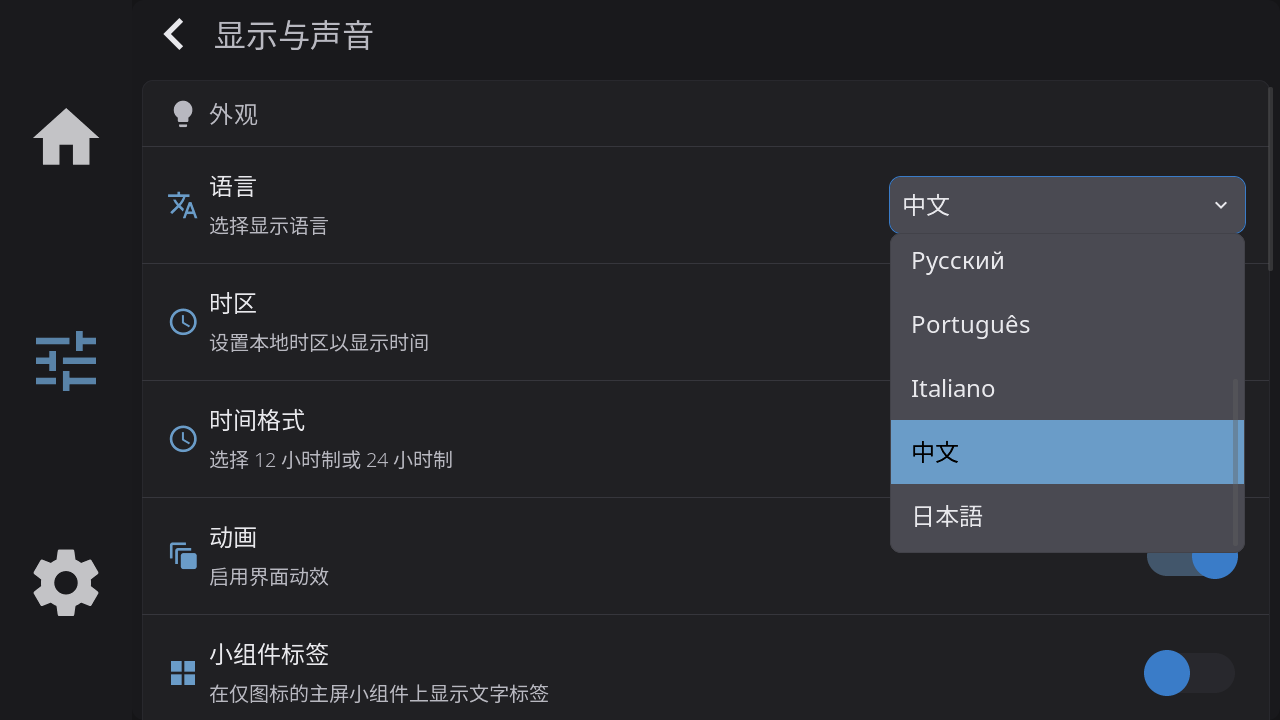 显示与声音
外观
语言
选择显示语言
中文
Русский
Português
Italiano
中文
日本語
时区
设置本地时区以显示时间
时间格式
选择 12 小时制或 24 小时制
动画
启用界面动效
小组件标签
在仅图标的主屏小组件上显示文字标签